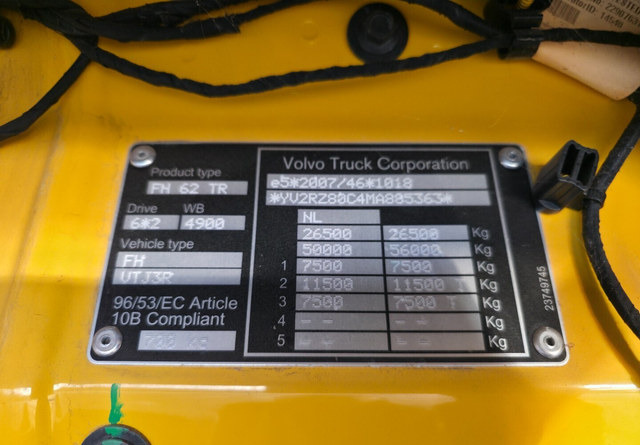 Product type
FH 62 TR
Drive WB
6*2 4900
Vehicle type
FH
VTJ3R
96/53/EC Article
10B Compliant
Volvo Truck Corporation
e5*2007/46*1018
*YV2RZ80C4MA805363*
NL
26500 26500 Kg
50000 56000 Kg
1 7500 7500 Kg
2 11500 11500 T Kg
3 7500 7500 T Kg
4 -- -- Kg
5 -- -- Kg
23749745